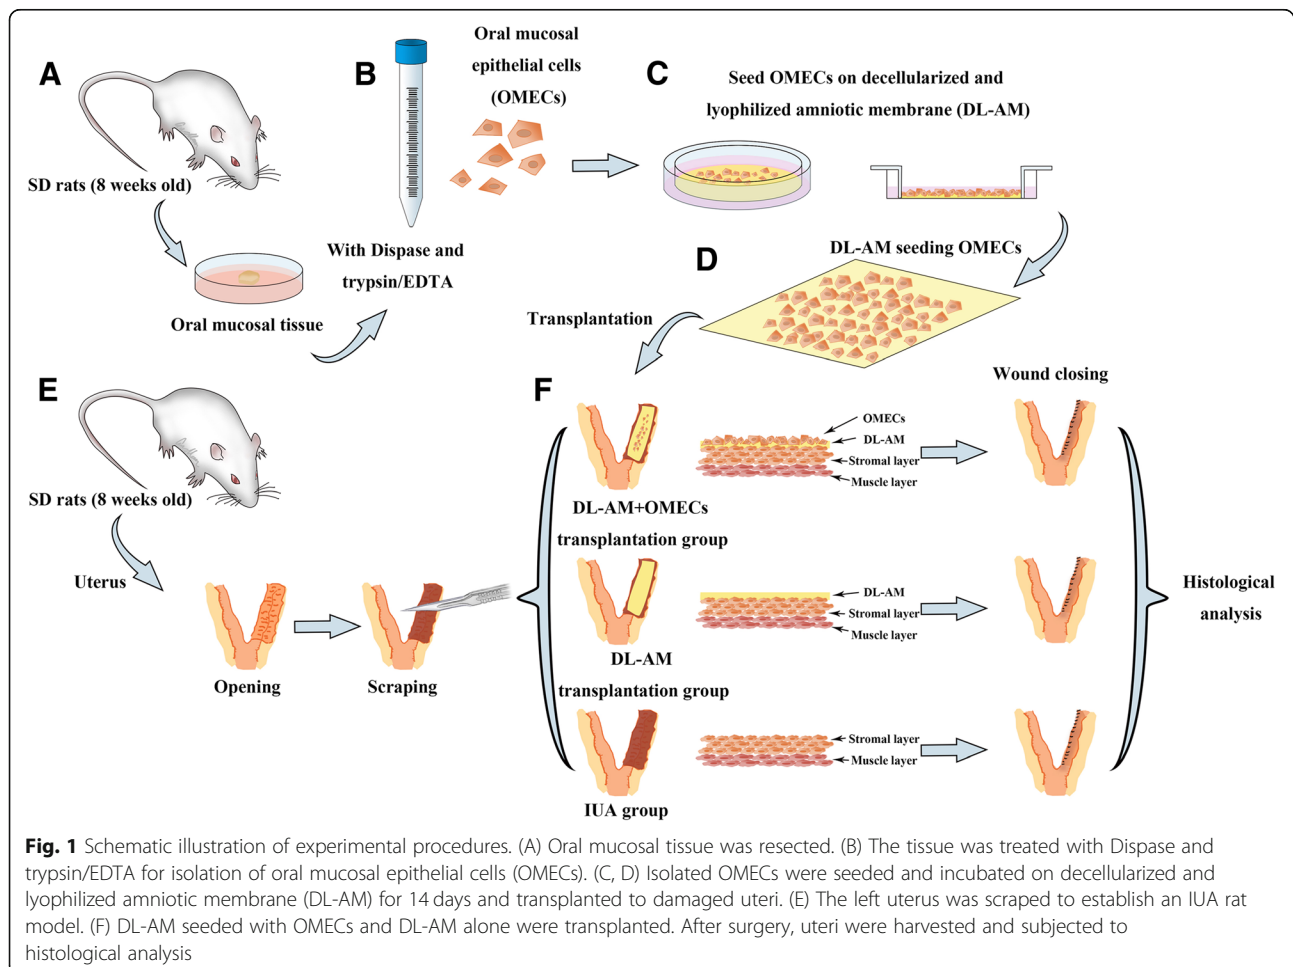 A
SD rats (8 weeks old)
Oral mucosal tissue
B
With Dispase and
trypsin/EDTA
Oral mucosal
epithelial cells
(OMECs)
C
Seed OMECs on decellularized and
lyophilized amniotic membrane (DL-AM)
D
DL-AM seeding OMECs
Transplantation
E
SD rats (8 weeks old)
Uterus
Opening
Scraping
F
Wound closing
OMECs
DL-AM
Stromal layer
Muscle layer
DL-AM+OMECs
transplantation group
DL-AM
Stromal layer
Muscle layer
DL-AM
transplantation group
Stromal layer
Muscle layer
IUA group
Histological
analysis
Fig. 1 Schematic illustration of experimental procedures. (A) Oral mucosal tissue was resected. (B) The tissue was treated with Dispase and
trypsin/EDTA for isolation of oral mucosal epithelial cells (OMECs). (C, D) Isolated OMECs were seeded and incubated on decellularized and
lyophilized amniotic membrane (DL-AM) for 14 days and transplanted to damaged uteri. (E) The left uterus was scraped to establish an IUA rat
model. (F) DL-AM seeded with OMECs and DL-AM alone were transplanted. After surgery, uteri were harvested and subjected to
histological analysis